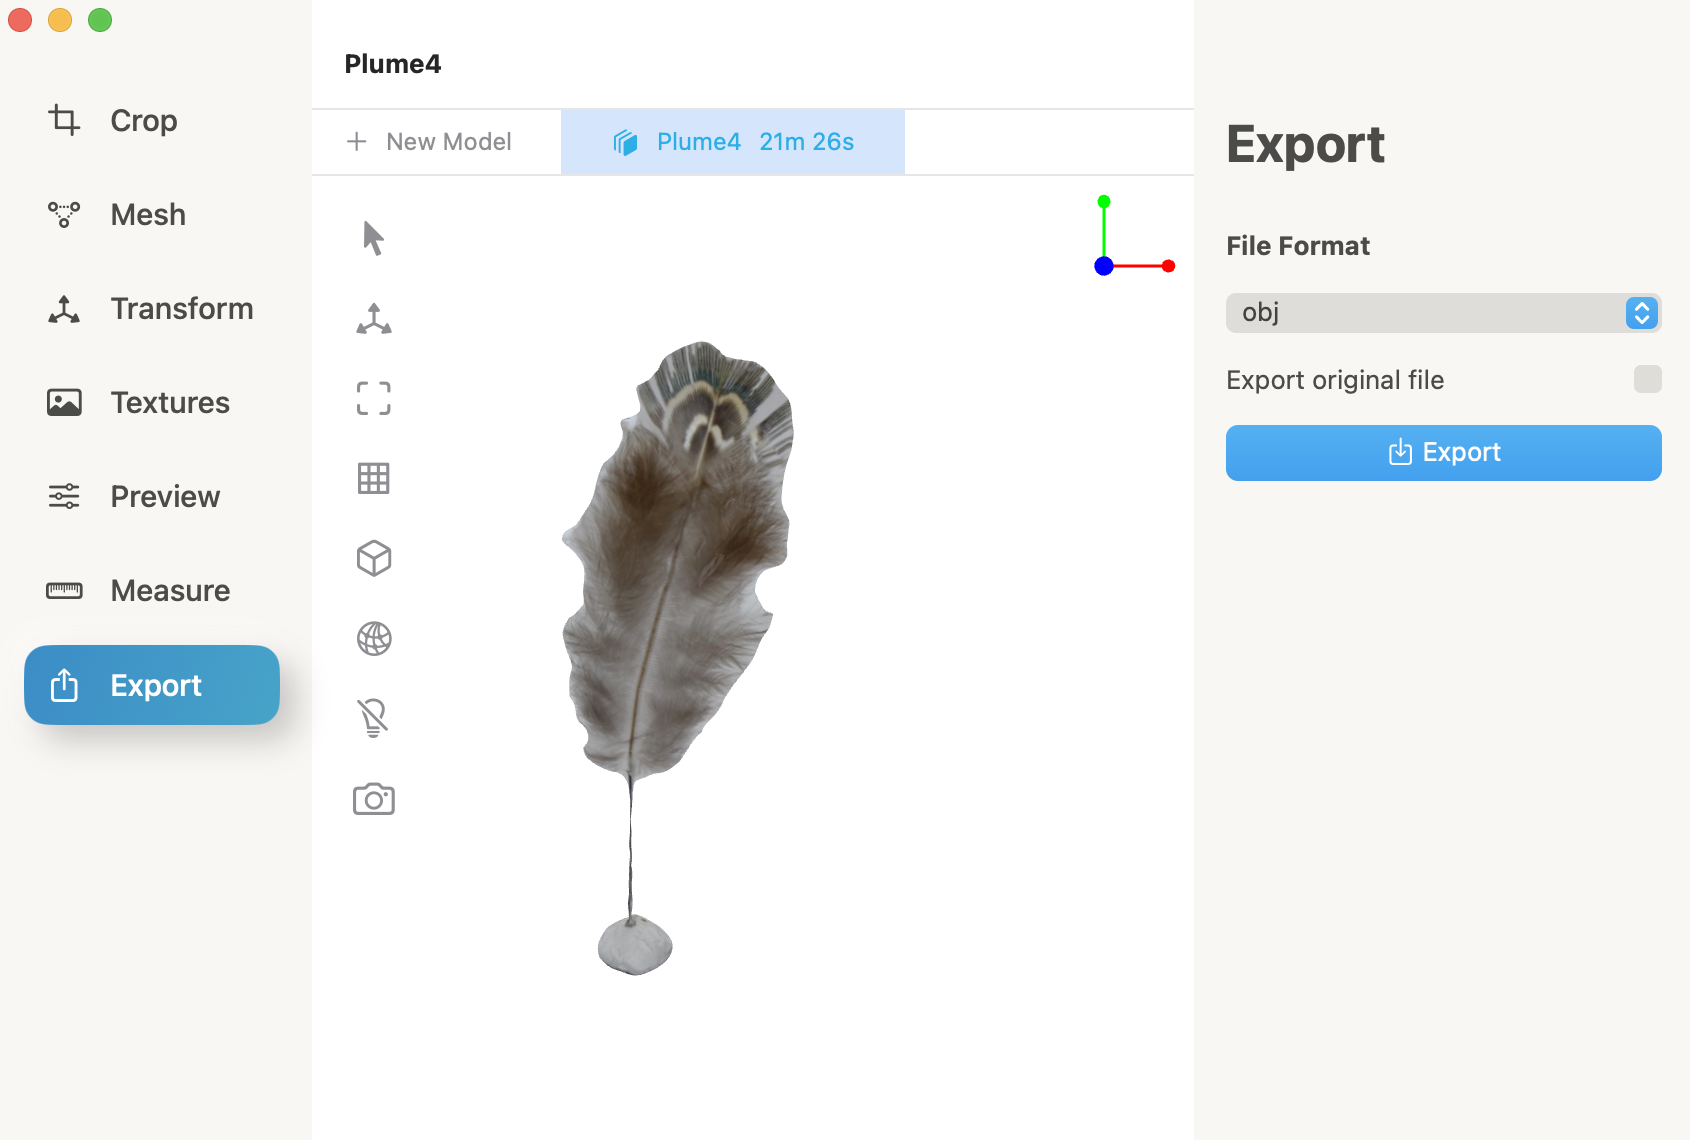 Plume4
Crop
Mesh
Transform
Textures
Preview
Measure
Export
New Model
Plume4 21m 26s
Export
File Format
obj
Export original file
Export